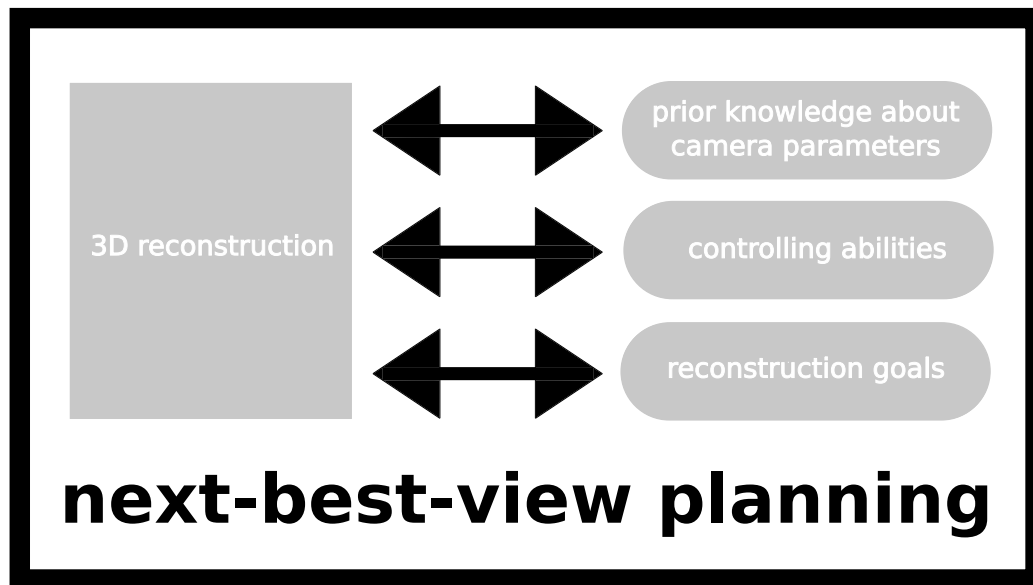 prior knowledge about
camera parameters
3D reconstruction
controlling abilities
reconstruction goals
next-best-view planning